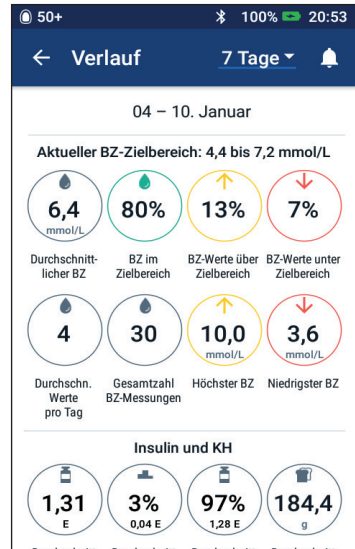 50+ 100% 20:53
Verlauf 7 Tage
04 – 10. Januar
Aktueller BZ-Zielbereich: 4,4 bis 7,2 mmol/L
6,4 80% 13% 7%
mmol/L
Durchschnitt- BZ im BZ-Werte über BZ-Werte unter
licher BZ Zielbereich Zielbereich Zielbereich
4 30 10,0 3,6
mmol/L mmol/L
Durchschn. Gesamtzahl Höchster BZ Niedrigster BZ
Werte BZ-Messungen
pro Tag
Insulin und KH
1,31 3% 97% 184,4
E 0,04 E 1,28 E g